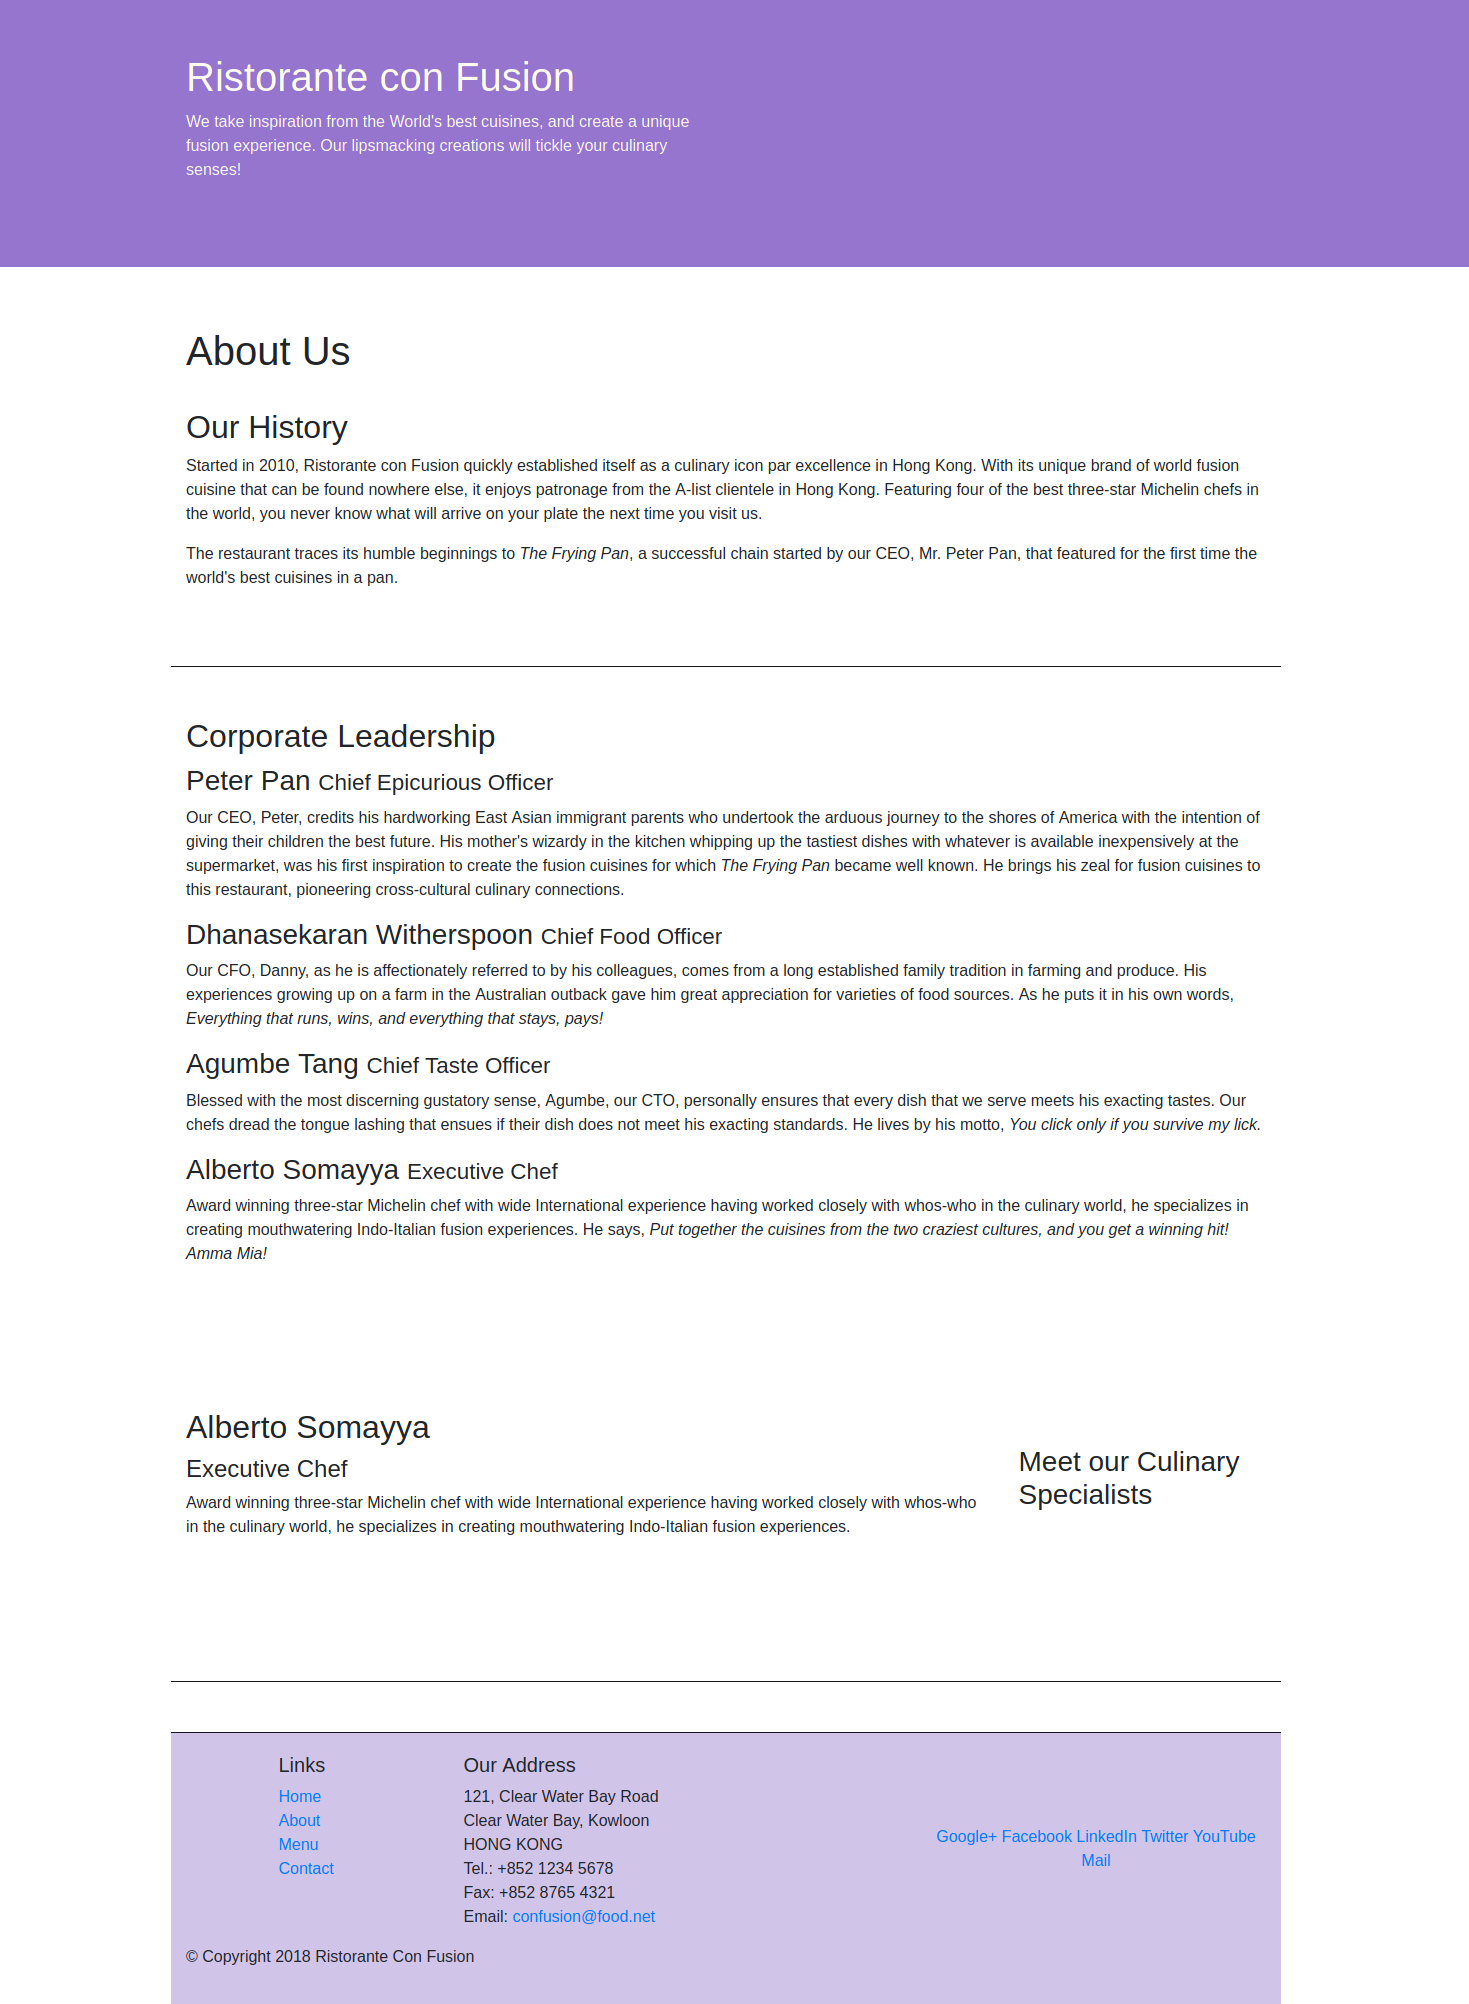 Ristorante con Fusion
We take inspiration from the World's best cuisines, and create a unique
fusion experience. Our lipsmacking creations will tickle your culinary
senses!
About Us
Our History
Started in 2010, Ristorante con Fusion quickly established itself as a culinary icon par excellence in Hong Kong. With its unique brand of world fusion
cuisine that can be found nowhere else, it enjoys patronage from the A-list clientele in Hong Kong. Featuring four of the best three-star Michelin chefs in
the world, you never know what will arrive on your plate the next time you visit us.
The restaurant traces its humble beginnings to The Frying Pan, a successful chain started by our CEO, Mr. Peter Pan, that featured for the first time the
world's best cuisines in a pan.
Corporate Leadership
Peter Pan Chief Epicurious Officer
Our CEO, Peter, credits his hardworking East Asian immigrant parents who undertook the arduous journey to the shores of America with the intention of
giving their children the best future. His mother's wizardy in the kitchen whipping up the tastiest dishes with whatever is available inexpensively at the
supermarket, was his first inspiration to create the fusion cuisines for which The Frying Pan became well known. He brings his zeal for fusion cuisines to
this restaurant, pioneering cross-cultural culinary connections.
Dhanasekaran Witherspoon Chief Food Officer
Our CFO, Danny, as he is affectionately referred to by his colleagues, comes from a long established family tradition in farming and produce. His
experiences growing up on a farm in the Australian outback gave him great appreciation for varieties of food sources. As he puts it in his own words,
Everything that runs, wins, and everything that stays, pays!
Agumbe Tang Chief Taste Officer
Blessed with the most discerning gustatory sense, Agumbe, our CTO, personally ensures that every dish that we serve meets his exacting tastes. Our
chefs dread the tongue lashing that ensues if their dish does not meet his exacting standards. He lives by his motto, You click only if you survive my lick.
Alberto Somayya Executive Chef
Award winning three-star Michelin chef with wide International experience having worked closely with whos-who in the culinary world, he specializes in
creating mouthwatering Indo-Italian fusion experiences. He says, Put together the cuisines from the two craziest cultures, and you get a winning hit!
Amma Mia!
Alberto Somayya
Executive Chef
Award winning three-star Michelin chef with wide International experience having worked closely with whos-who
in the culinary world, he specializes in creating mouthwatering Indo-Italian fusion experiences.
Meet our Culinary
Specialists
Links
Home
About
Menu
Contact
Our Address
121, Clear Water Bay Road
Clear Water Bay, Kowloon
HONG KONG
Tel.: +852 1234 5678
Fax: +852 8765 4321
Email: confusion@food.net
Google+ Facebook LinkedIn Twitter YouTube
Mail
© Copyright 2018 Ristorante Con Fusion